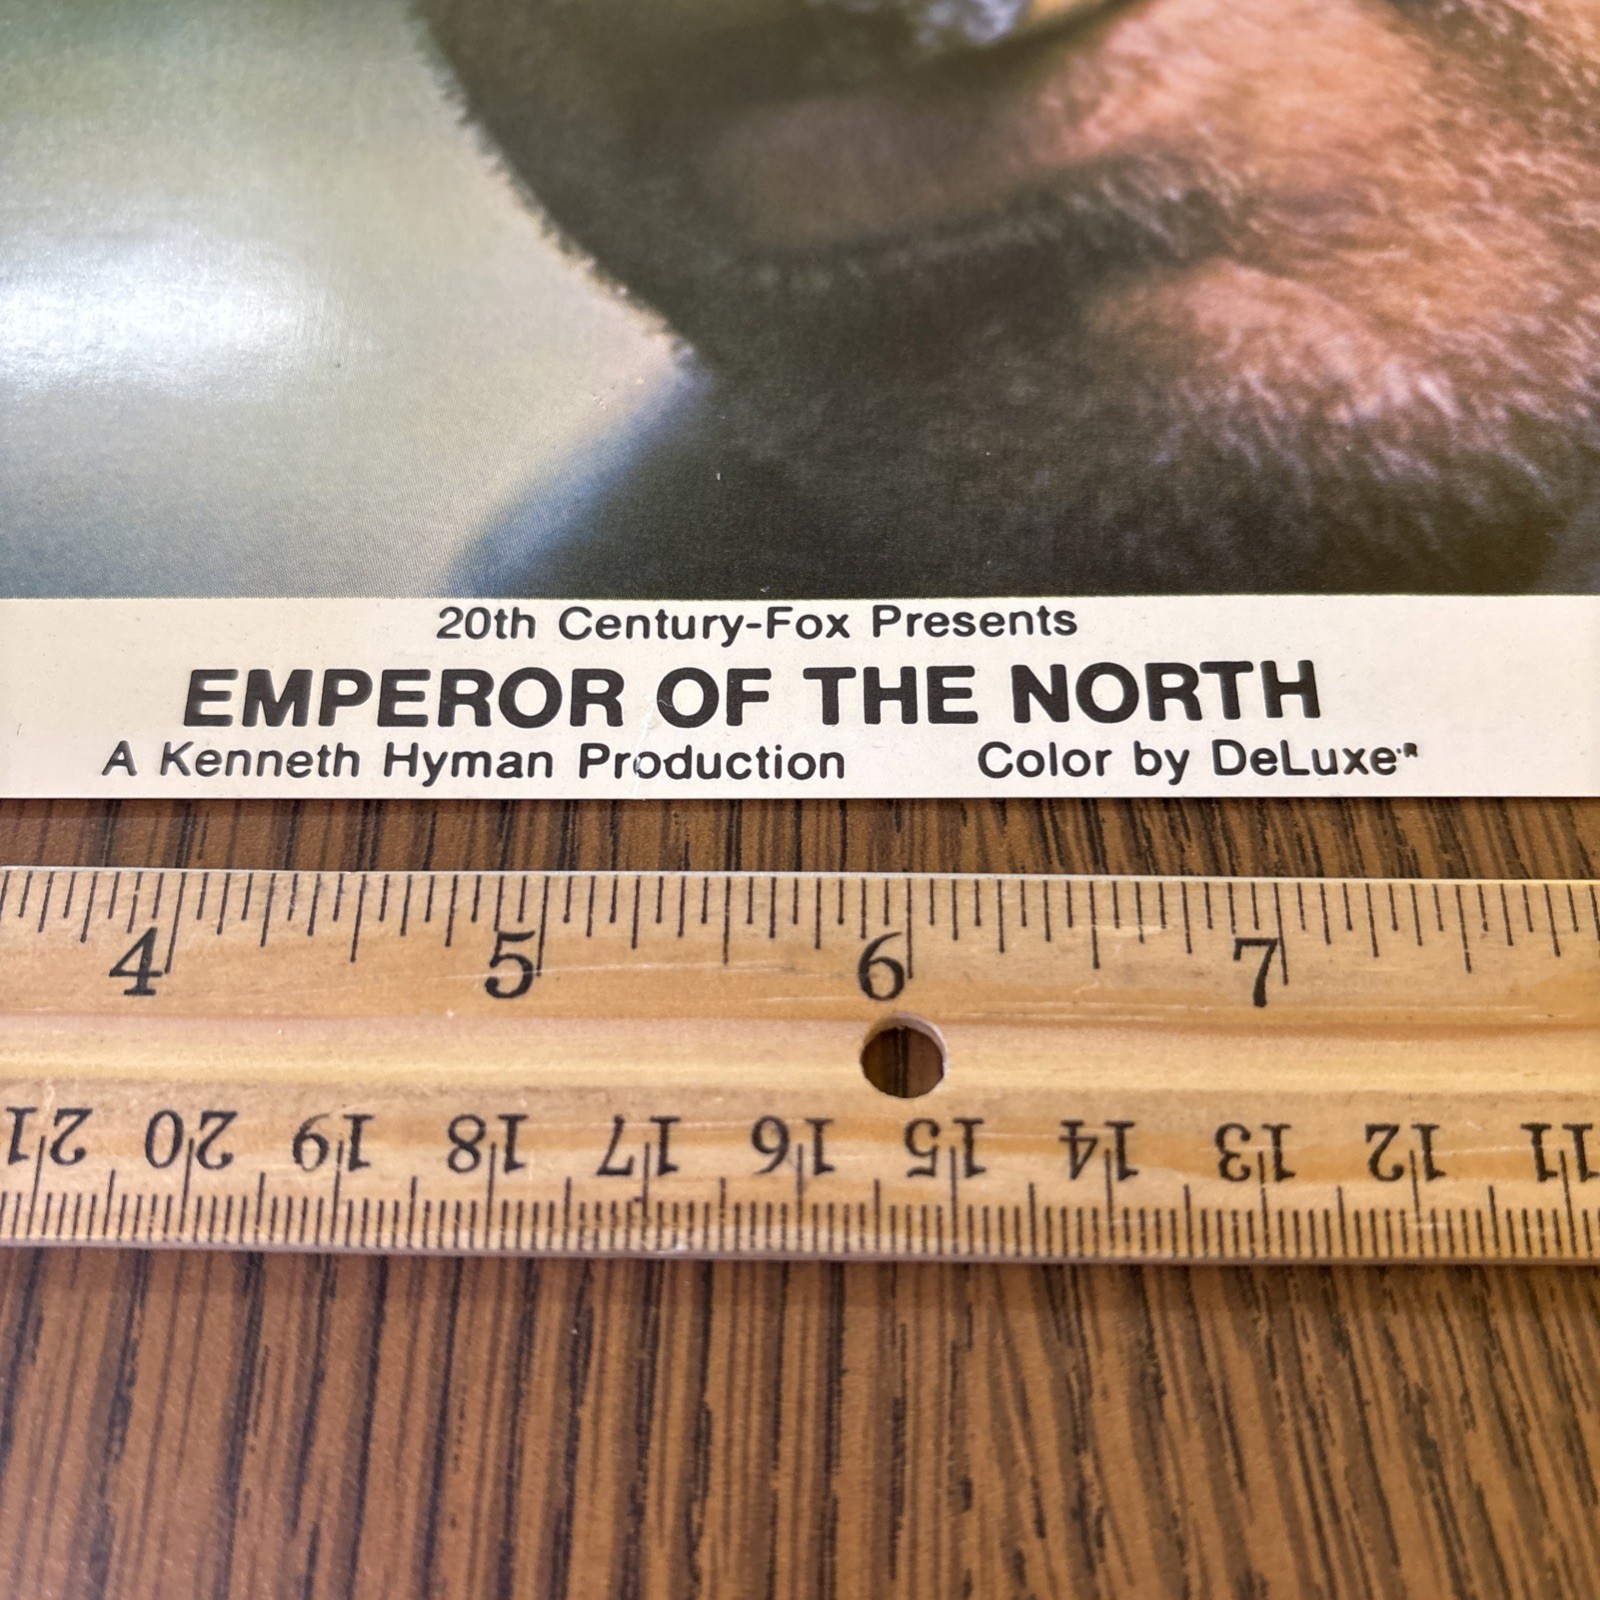 20th Century-Fox Presents
EMPEROR OF THE NORTH
A Kenneth Hyman Production Color by DeLuxe®
4 5 6 7
21 20 19 18 17 16 15 14 13 12 11